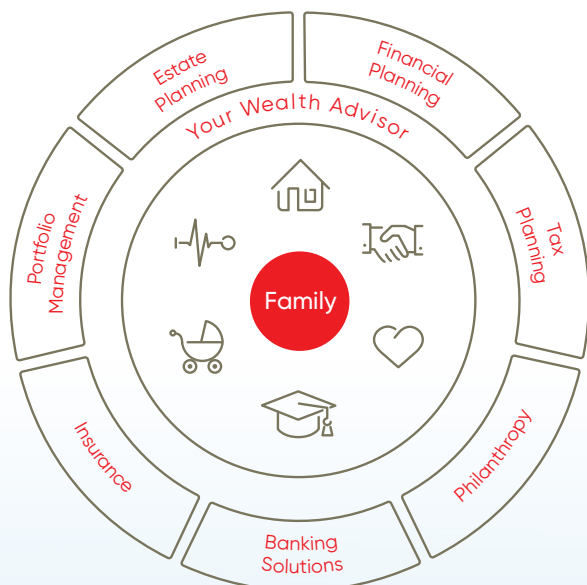 Estate
Planning
Financial
Planning
Your Wealth Advisor
Portfolio
Management
Tax
Planning
Family
Insurance
Philanthropy
Banking
Solutions